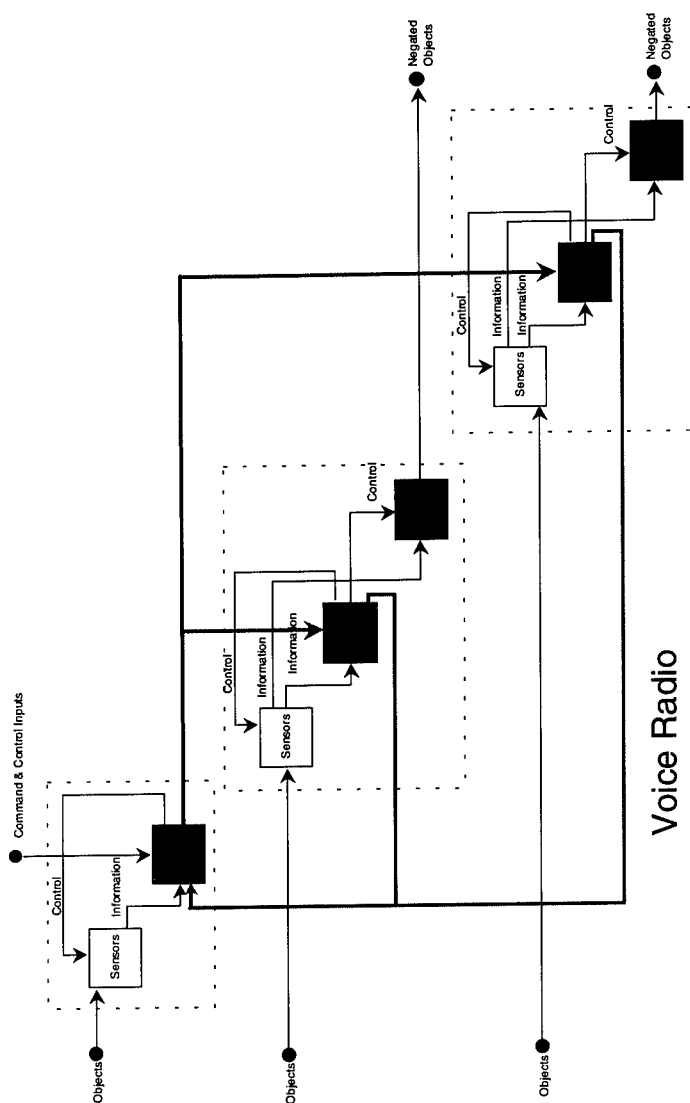 Command & Control Inputs
Control
Information
Sensors
Objects
Control
Information
Information
Sensors
Control
Objects
Negated
Objects
Control
Information
Information
Sensors
Control
Objects
Negated
Objects
Voice Radio